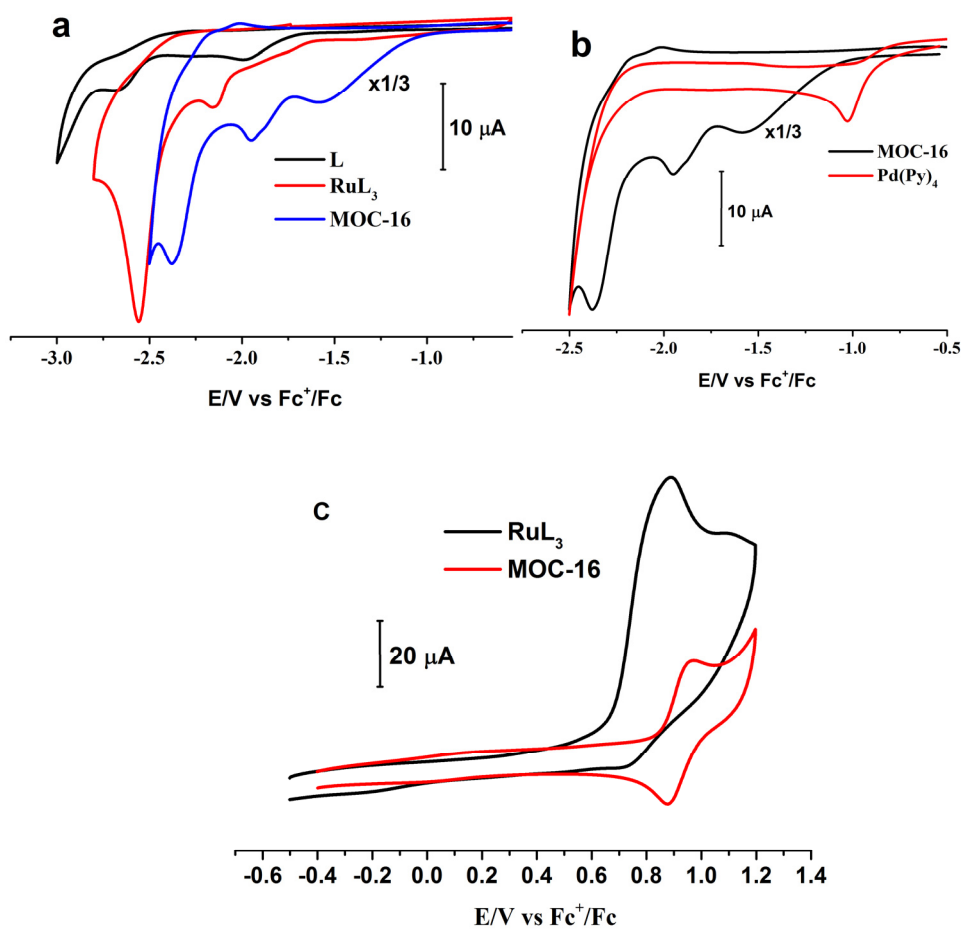 a
x1/3
10 μA
L
RuL₃
MOC-16
-3.0 -2.5 -2.0 -1.5 -1.0
E/V vs Fc⁺/Fc
b
x1/3
MOC-16
Pd(Py)₄
10 μA
-2.5 -2.0 -1.5 -1.0 -0.5
E/V vs Fc⁺/Fc
c
RuL₃
MOC-16
20 μA
-0.6 -0.4 -0.2 0.0 0.2 0.4 0.6 0.8 1.0 1.2 1.4
E/V vs Fc⁺/Fc